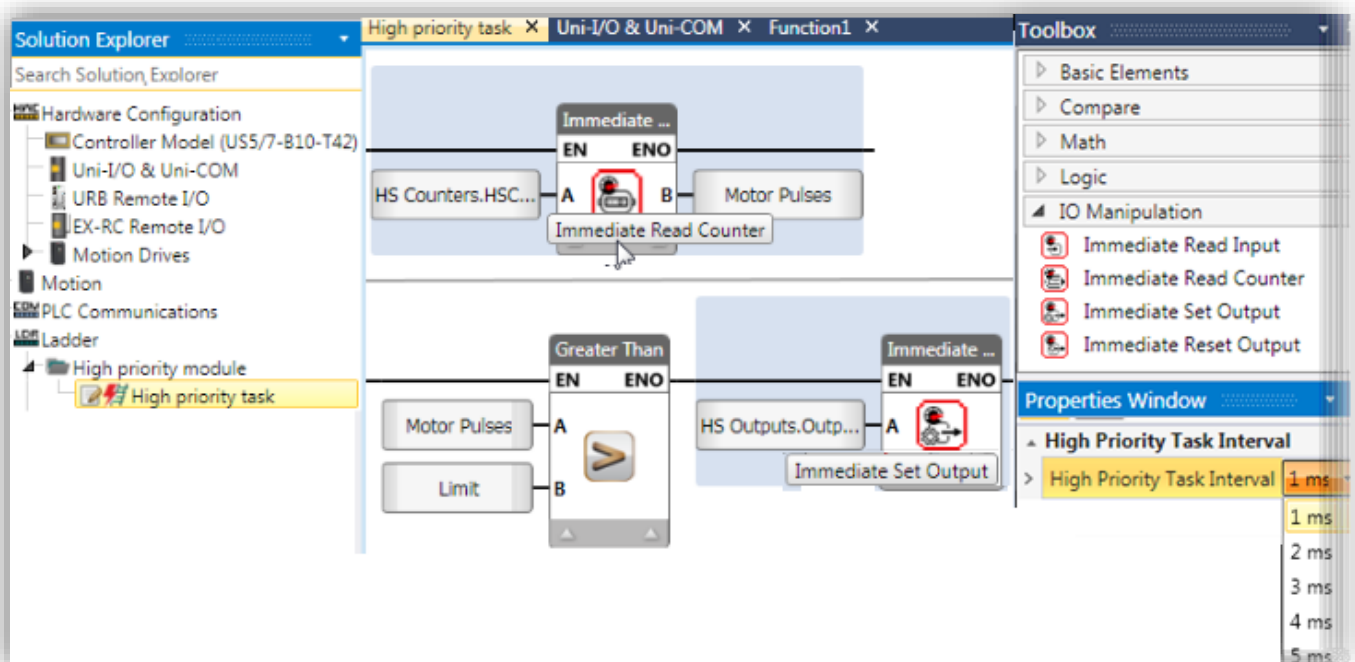 Solution Explorer
Search Solution Explorer
Hardware Configuration
Controller Model (US5/7-B10-T42)
Uni-I/O & Uni-COM
URB Remote I/O
EX-RC Remote I/O
Motion Drives
Motion
PLC Communications
Ladder
High priority module
High priority task
High priority task X Uni-I/O & Uni-COM X Function1 X
Immediate ...
EN ENO
HS Counters.HSC... A B Motor Pulses
Immediate Read Counter
Greater Than
EN ENO
Motor Pulses A
Limit B
Immediate ...
EN ENO
HS Outputs.Outp... A
Immediate Set Output
Toolbox
Basic Elements
Compare
Math
Logic
IO Manipulation
Immediate Read Input
Immediate Read Counter
Immediate Set Output
Immediate Reset Output
Properties Window
High Priority Task Interval
High Priority Task Interval 1 ms
1 ms
2 ms
3 ms
4 ms
5 ms